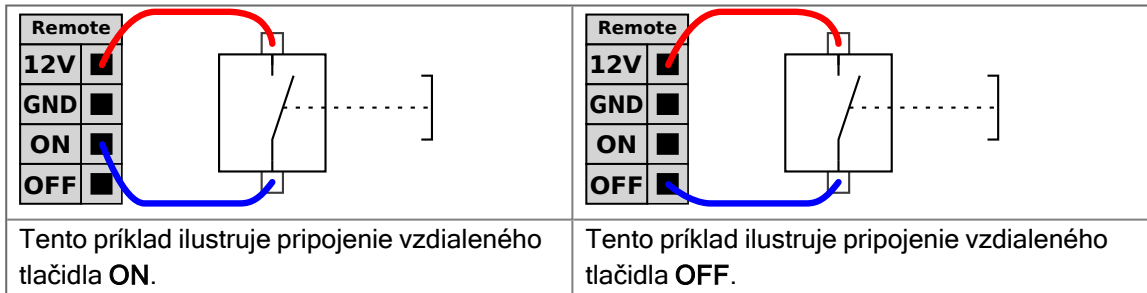 Remote
12V
GND
ON
OFF
Tento príklad ilustruje pripojenie vzdialeného
tlačidla ON.
Remote
12V
GND
ON
OFF
Tento príklad ilustruje pripojenie vzdialeného
tlačidla OFF.